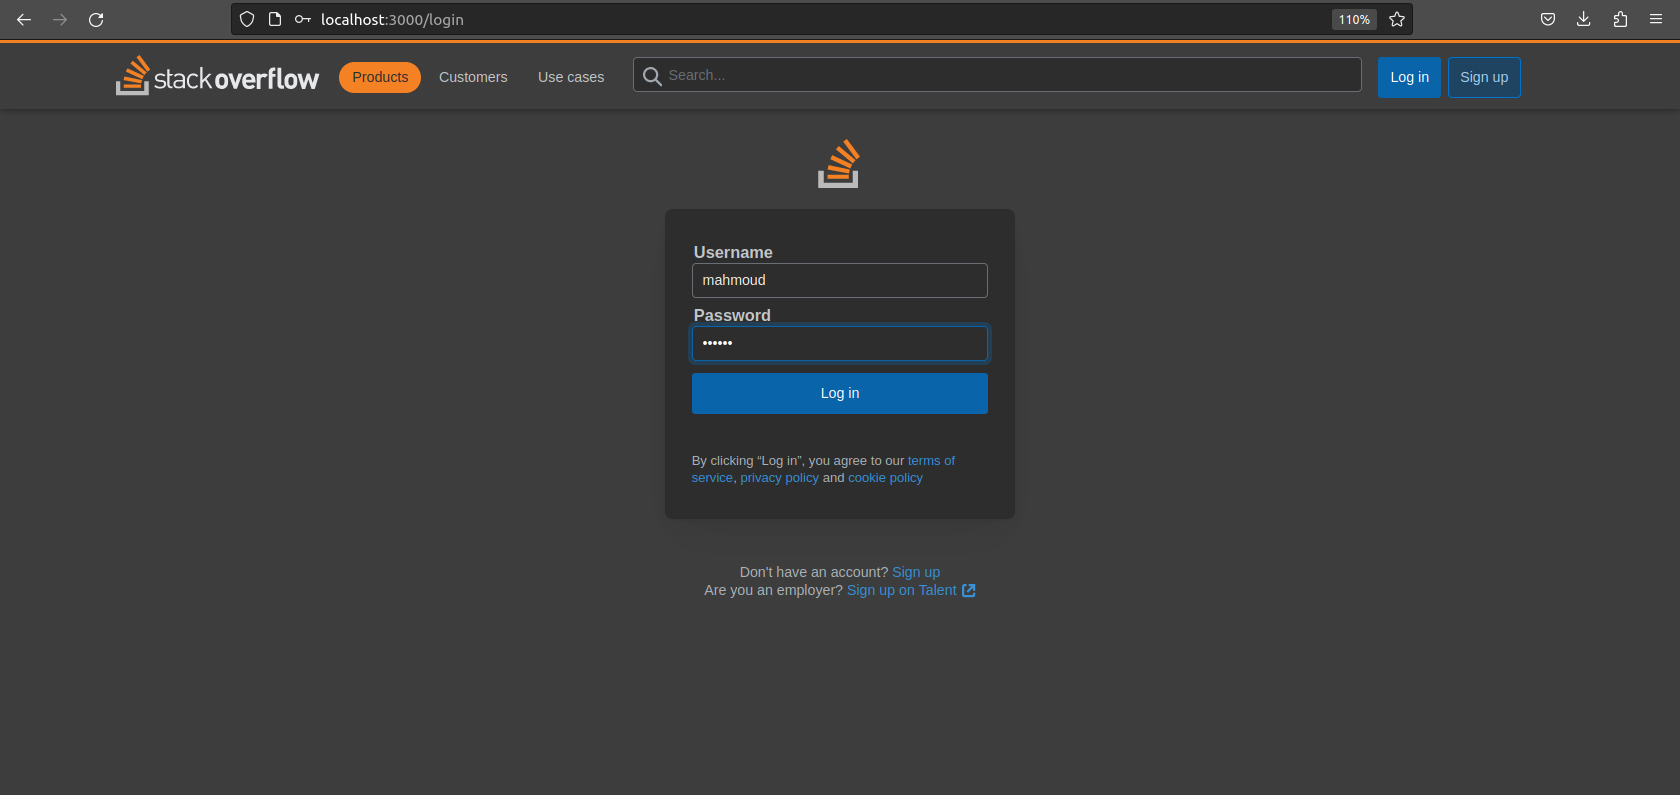 localhost:3000/login 110%
stack overflow Products Customers Use cases Search... Log in Sign up
Username
mahmoud
Password
••••••
Log in
By clicking “Log in”, you agree to our terms of
service, privacy policy and cookie policy
Don't have an account? Sign up
Are you an employer? Sign up on Talent